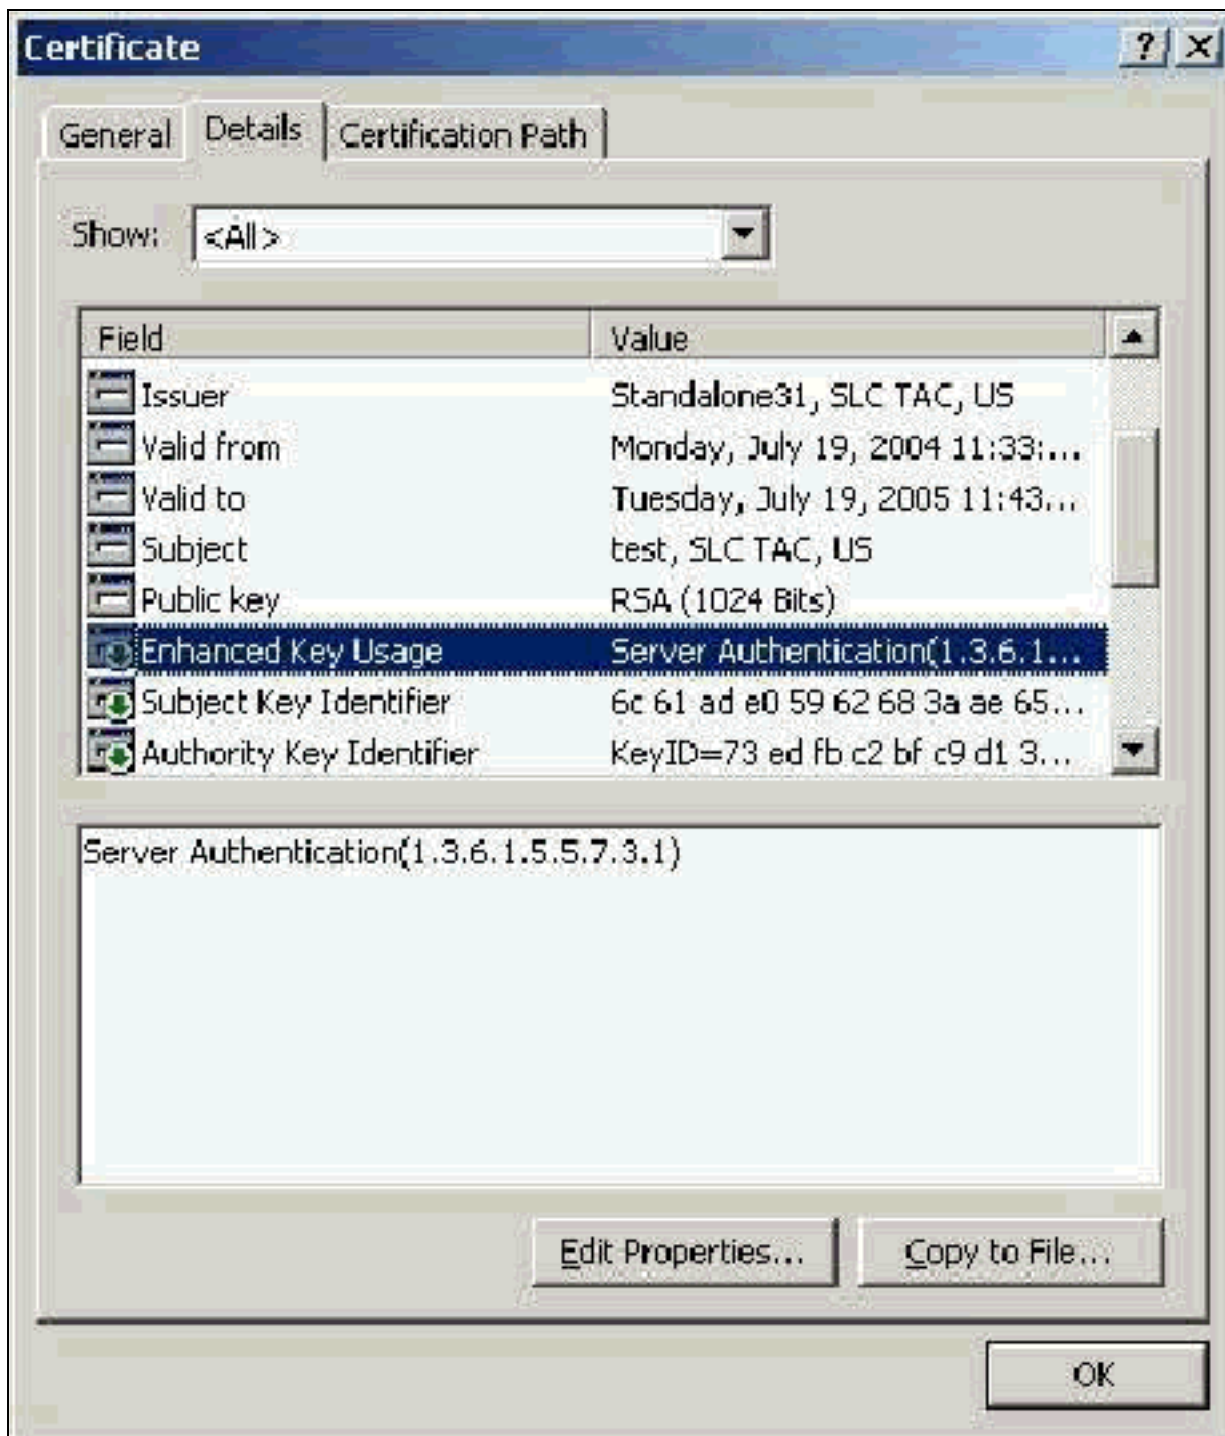 Certificate
? X
General Details Certification Path
Show: <All>
Field Value
Issuer Standalone31, SLC TAC, US
Valid from Monday, July 19, 2004 11:33:...
Valid to Tuesday, July 19, 2005 11:43...
Subject test, SLC TAC, US
Public key RSA (1024 Bits)
Enhanced Key Usage Server Authentication(1.3.6.1...
Subject Key Identifier 6c 61 ad e0 59 62 68 3a ae 65...
Authority Key Identifier KeyID=73 ed fb c2 bf c9 d1 3...
Server Authentication(1.3.6.1.5.5.7.3.1)
Edit Properties... Copy to File...
OK